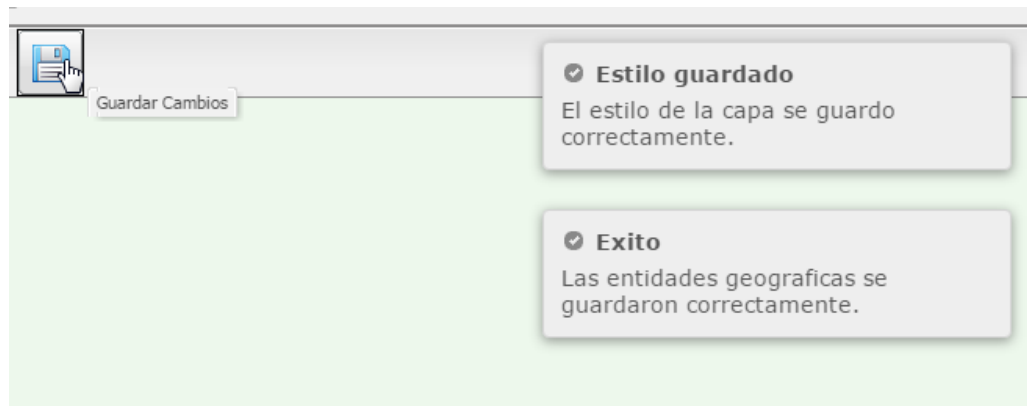 Guardar Cambios
Estilo guardado
El estilo de la capa se guardo
correctamente.
Exito
Las entidades geograficas se
guardaron correctamente.